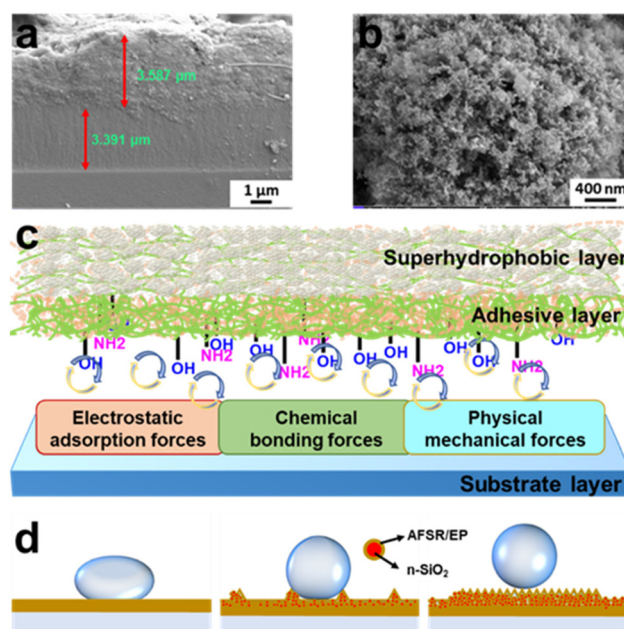 a
3.587 μm
3.391 μm
1 μm
b
400 nm
c
Superhydrophobic layer
Adhesive layer
OH
NH2
OH
NH2
OH
OH
NH2
OH
OH
OH
NH2
OH
OH
NH2
OH
Electrostatic
adsorption forces
Chemical
bonding forces
Physical
mechanical forces
Substrate layer
d
AFSR/EP
n-SiO₂